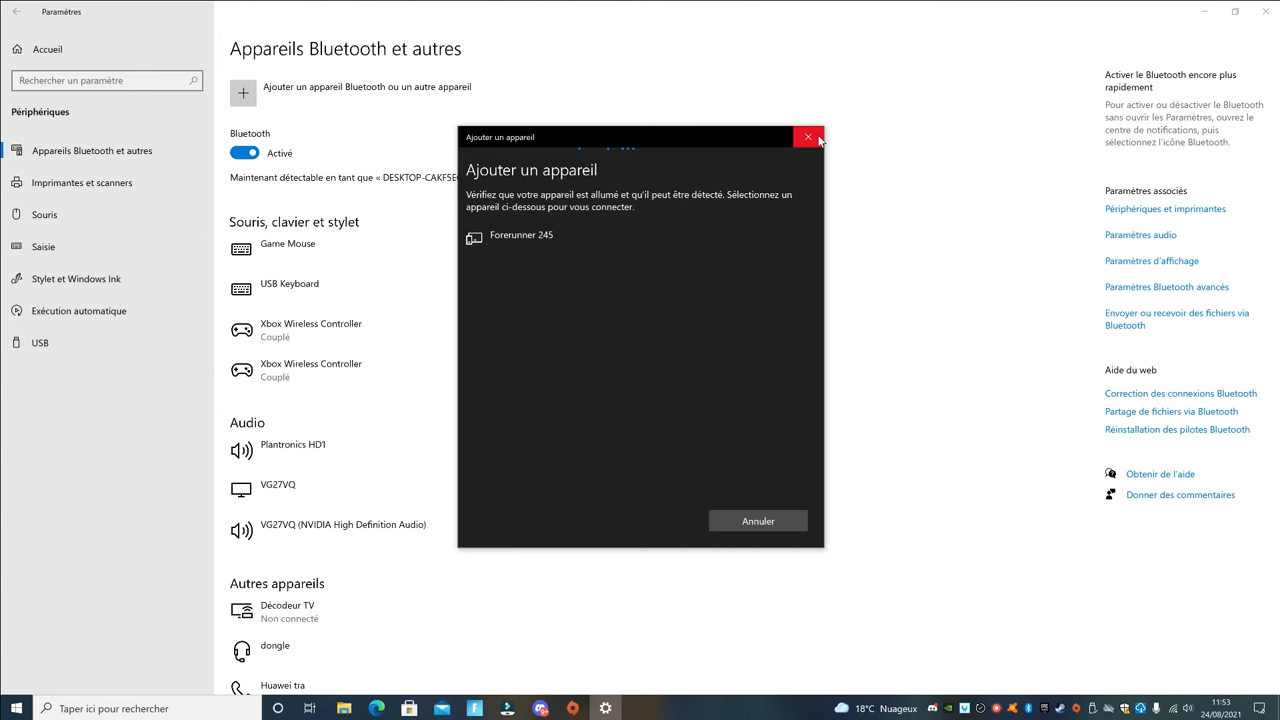 Paramètres
Accueil
Rechercher un paramètre
Périphériques
Appareils Bluetooth et autres
Imprimantes et scanners
Souris
Saisie
Stylet et Windows Ink
Exécution automatique
USB
Appareils Bluetooth et autres
Ajouter un appareil Bluetooth ou un autre appareil
Bluetooth
Activé
Maintenant détectable en tant que « DESKTOP-CAKF5E
Souris, clavier et stylet
Game Mouse
USB Keyboard
Xbox Wireless Controller
Couplé
Xbox Wireless Controller
Couplé
Audio
Plantronics HD1
VG27VQ
VG27VQ (NVIDIA High Definition Audio)
Autres appareils
Décodeur TV
Non connecté
dongle
Huawei tra
Ajouter un appareil
Ajouter un appareil
Vérifiez que votre appareil est allumé et qu'il peut être détecté. Sélectionnez un
appareil ci-dessous pour vous connecter.
Forerunner 245
Annuler
Activer le Bluetooth encore plus
rapidement
Pour activer ou désactiver le Bluetooth
sans ouvrir les Paramètres, ouvrez le
centre de notifications, puis
sélectionnez l'icône Bluetooth.
Paramètres associés
Périphériques et imprimantes
Paramètres audio
Paramètres d'affichage
Paramètres Bluetooth avancés
Envoyer ou recevoir des fichiers via
Bluetooth
Aide du web
Correction des connexions Bluetooth
Partage de fichiers via Bluetooth
Réinstallation des pilotes Bluetooth
Obtenir de l'aide
Donner des commentaires
Taper ici pour rechercher
18°C Nuageux
11:53
24/08/2021